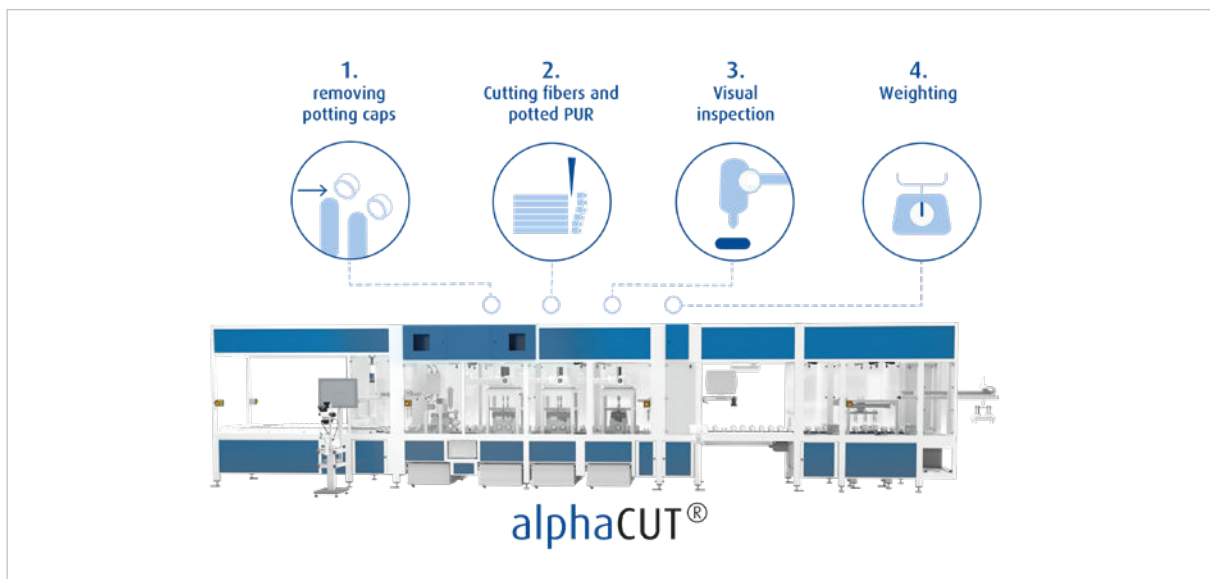 1.
removing
potting caps
2.
Cutting fibers and
potted PUR
3.
Visual
inspection
4.
Weighting
alphaCUT®